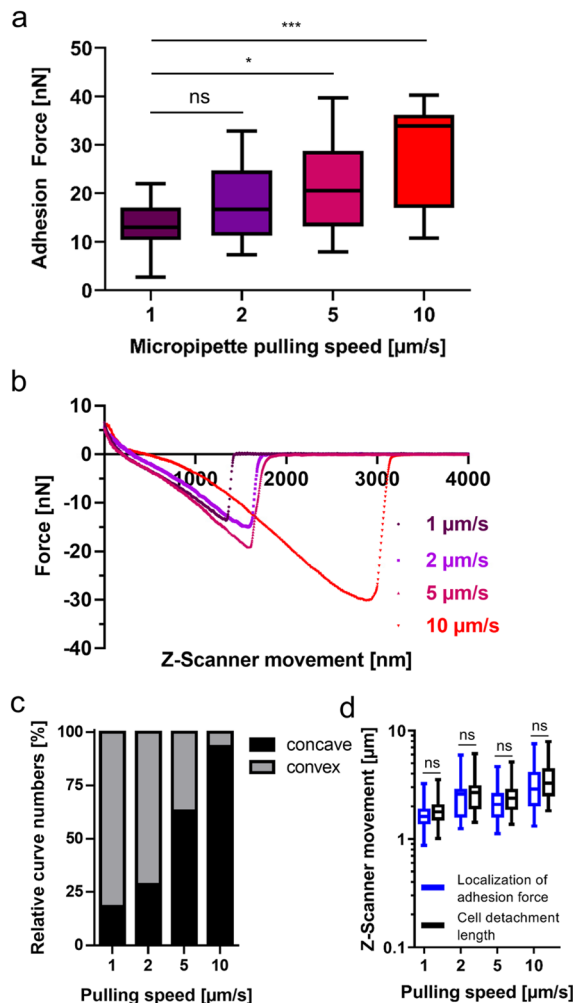 a
***
*
ns
Adhesion Force [nN]
50
40
30
20
10
0
1 2 5 10
Micropipette pulling speed [µm/s]
b
Force [nN]
10
0
-10
-20
-30
-40
1000 2000 3000 4000
1 µm/s
2 µm/s
5 µm/s
10 µm/s
Z-Scanner movement [nm]
c
Relative curve numbers [%]
100
75
50
25
0
concave
convex
1 2 5 10
Pulling speed [µm/s]
d
Z-Scanner movement [µm]
10
1
0.1
ns
ns
ns
ns
Localization of
adhesion force
Cell detachment
length
1 2 5 10
Pulling speed [µm/s]